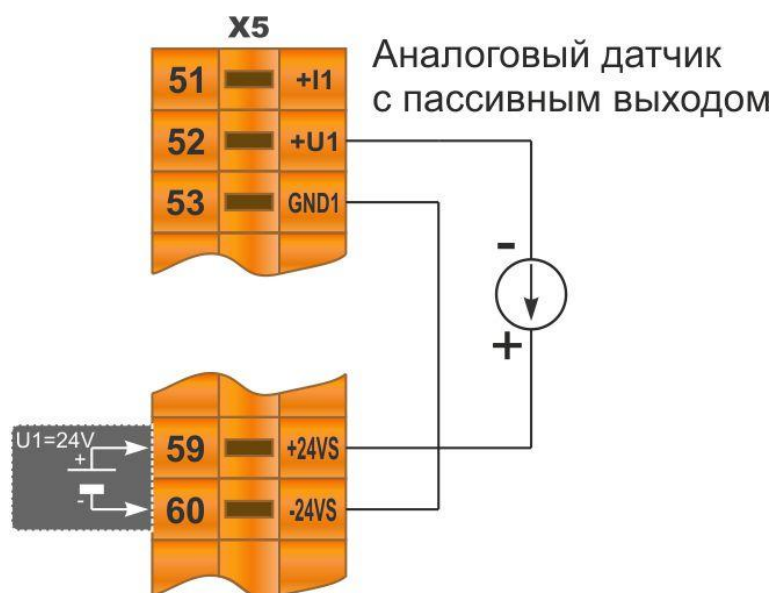 X5
Аналоговый датчик
с пассивным выходом
51 +I1
52 +U1
53 GND1
-
+
U1=24V
+
-
59 +24VS
60 -24VS